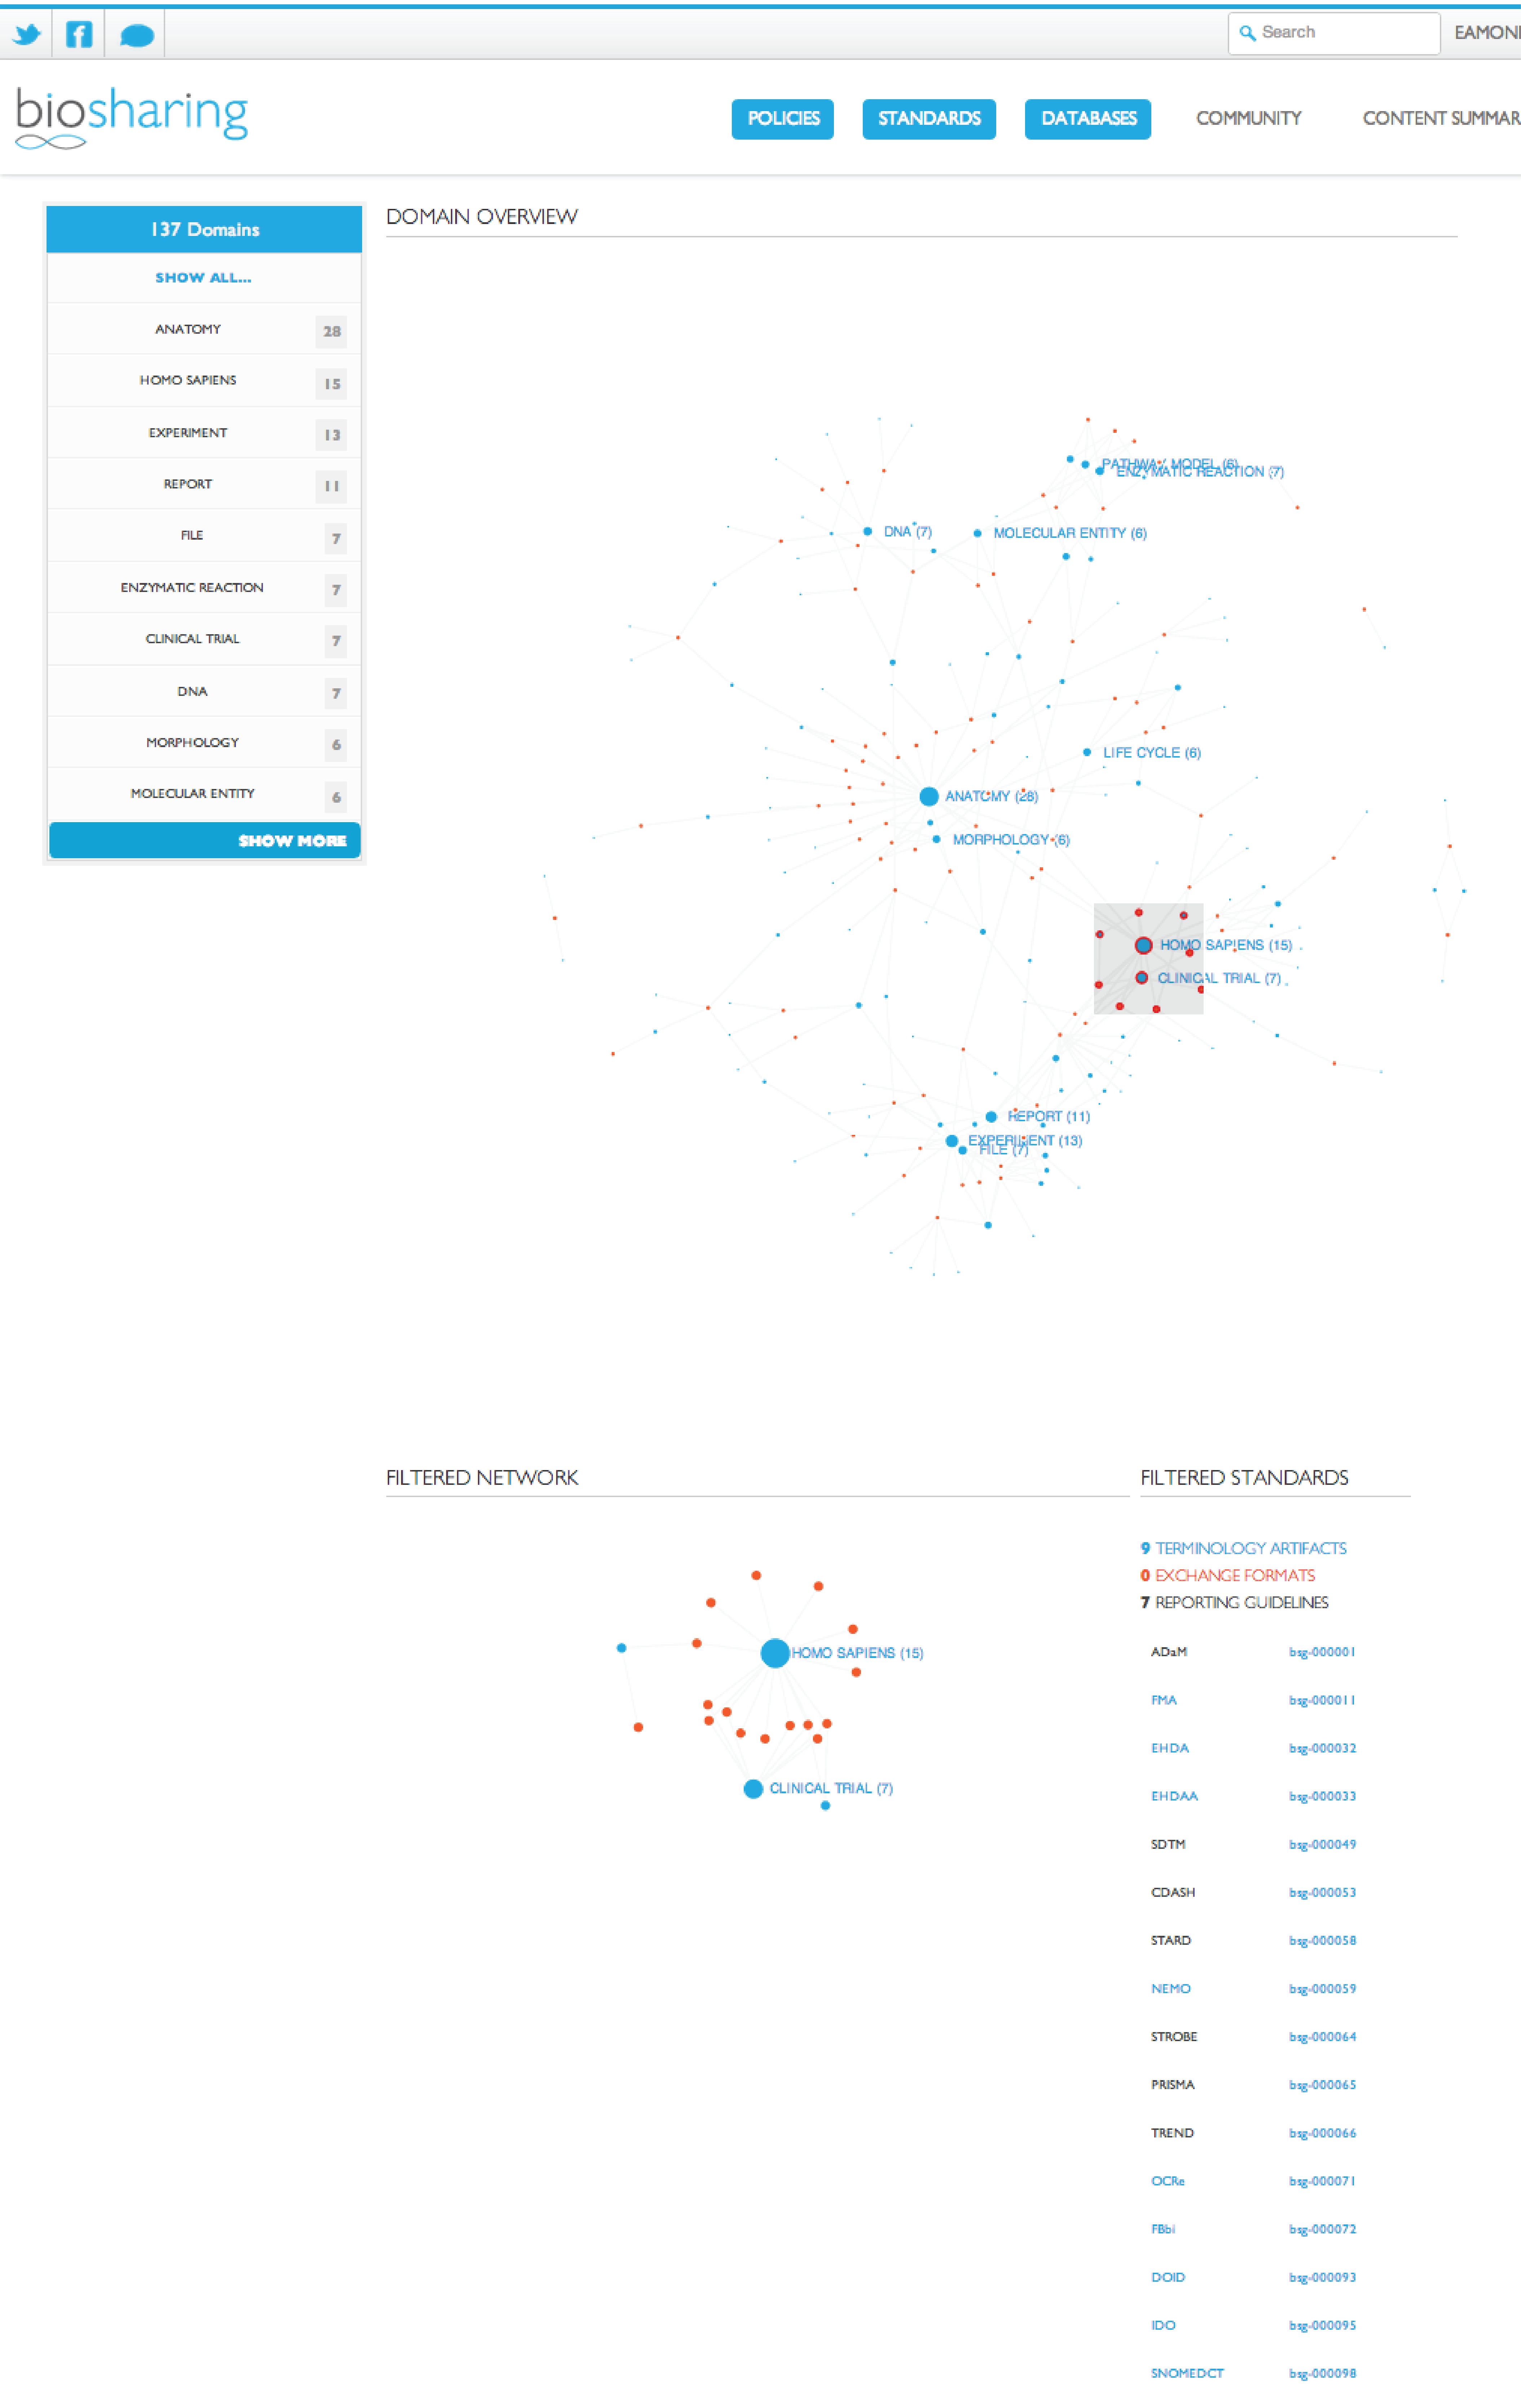 Search
EAMON
biosharing
POLICIES
STANDARDS
DATABASES
COMMUNITY
CONTENT SUMMAR
137 Domains
SHOW ALL...
ANATOMY 28
HOMO SAPIENS 15
EXPERIMENT 13
REPORT 11
FILE 7
ENZYMATIC REACTION 7
CLINICAL TRIAL 7
DNA 7
MORPHOLOGY 6
MOLECULAR ENTITY 6
SHOW MORE
DOMAIN OVERVIEW
PATHWAY MODEL (6)
ENZYMATIC REACTION (7)
DNA (7)
MOLECULAR ENTITY (6)
LIFE CYCLE (6)
ANATOMY (28)
MORPHOLOGY (6)
HOMO SAPIENS (15)
CLINICAL TRIAL (7)
REPORT (11)
EXPERIMENT (13)
FILE (7)
FILTERED NETWORK
HOMO SAPIENS (15)
CLINICAL TRIAL (7)
FILTERED STANDARDS
9 TERMINOLOGY ARTIFACTS
0 EXCHANGE FORMATS
7 REPORTING GUIDELINES
ADaM bsg-000001
FMA bsg-000011
EHDA bsg-000032
EHDAA bsg-000033
SDTM bsg-000049
CDASH bsg-000053
STARD bsg-000058
NEMO bsg-000059
STROBE bsg-000064
PRISMA bsg-000065
TREND bsg-000066
OCRe bsg-000071
FBbi bsg-000072
DOID bsg-000093
IDO bsg-000095
SNOMEDCT bsg-000098